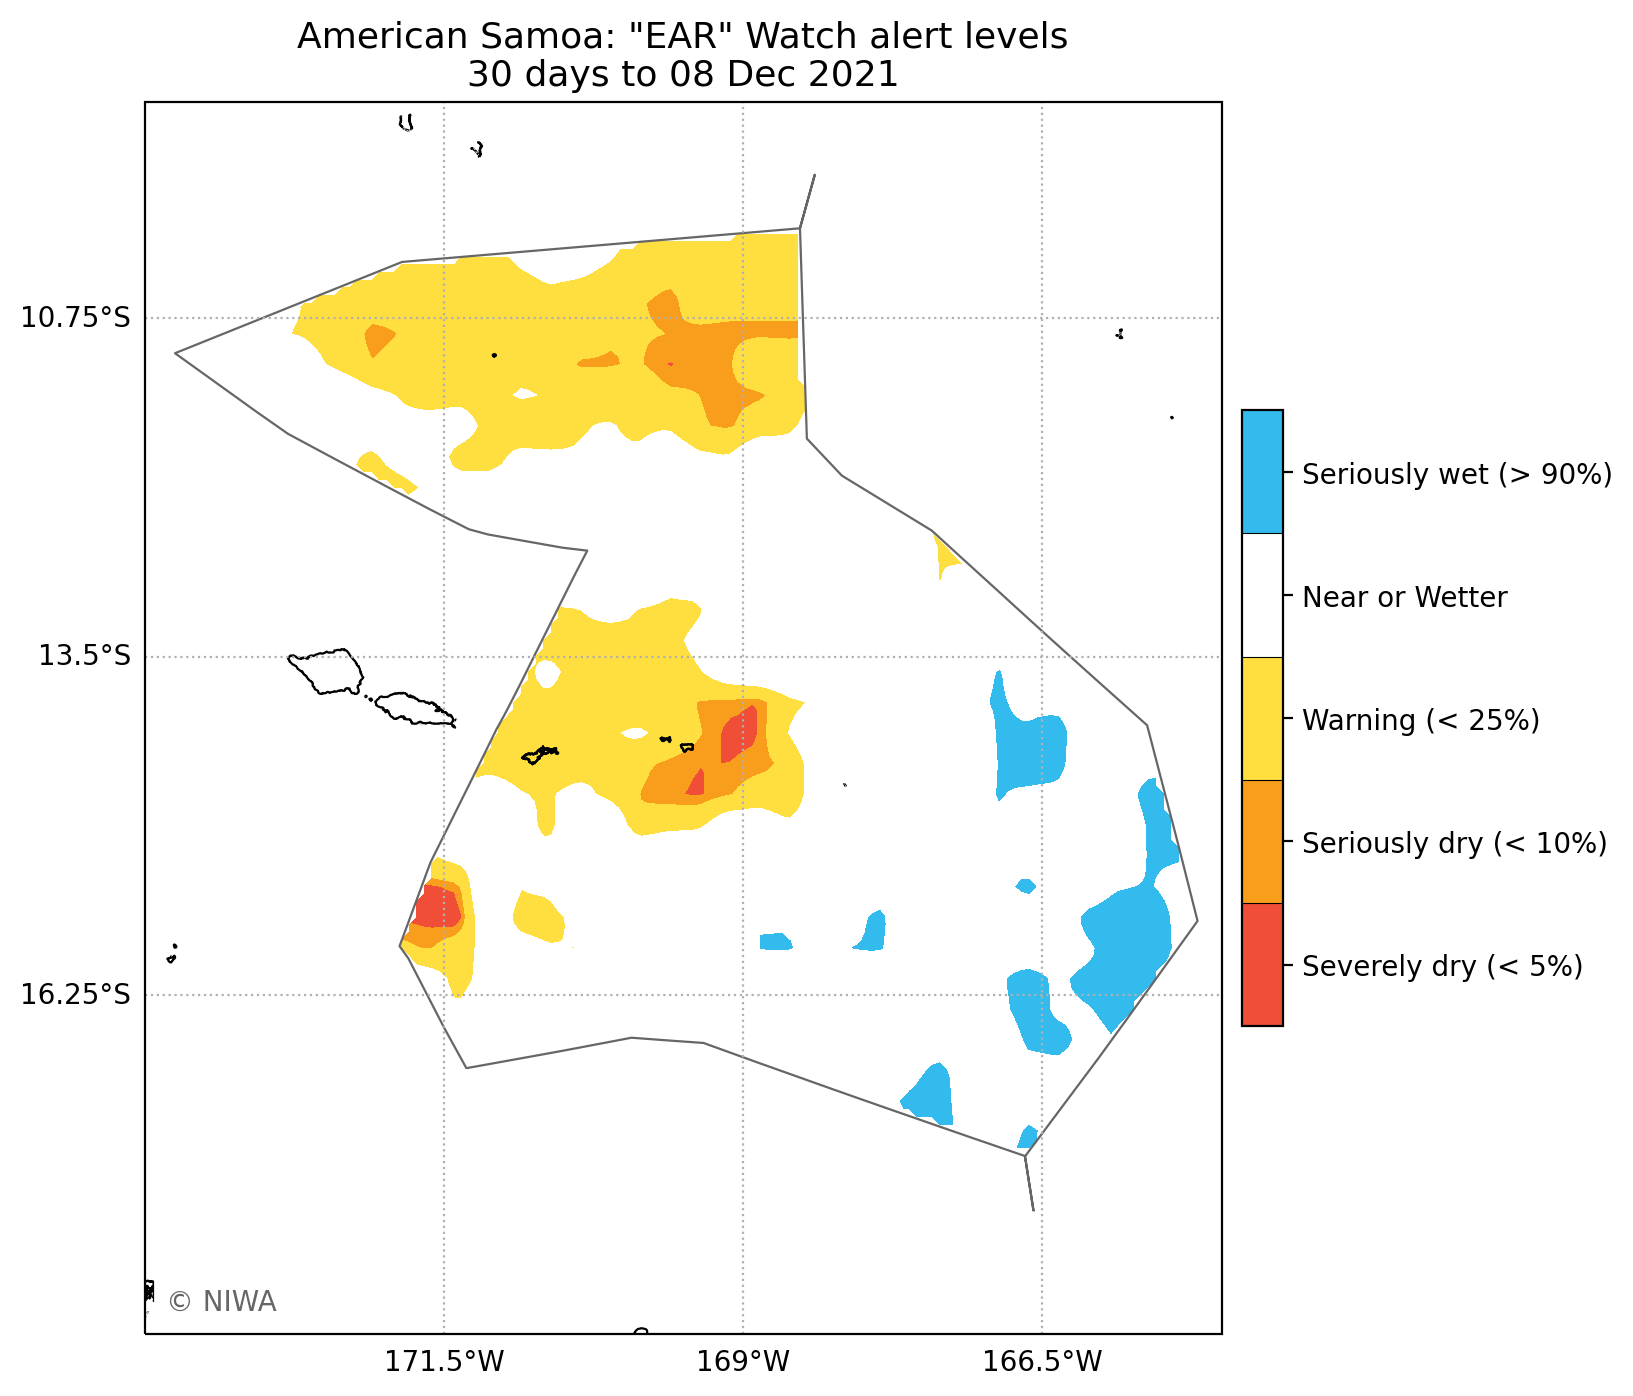 American Samoa: "EAR" Watch alert levels
30 days to 08 Dec 2021
10.75°S
13.5°S
16.25°S
171.5°W
169°W
166.5°W
Seriously wet (> 90%)
Near or Wetter
Warning (< 25%)
Seriously dry (< 10%)
Severely dry (< 5%)
© NIWA